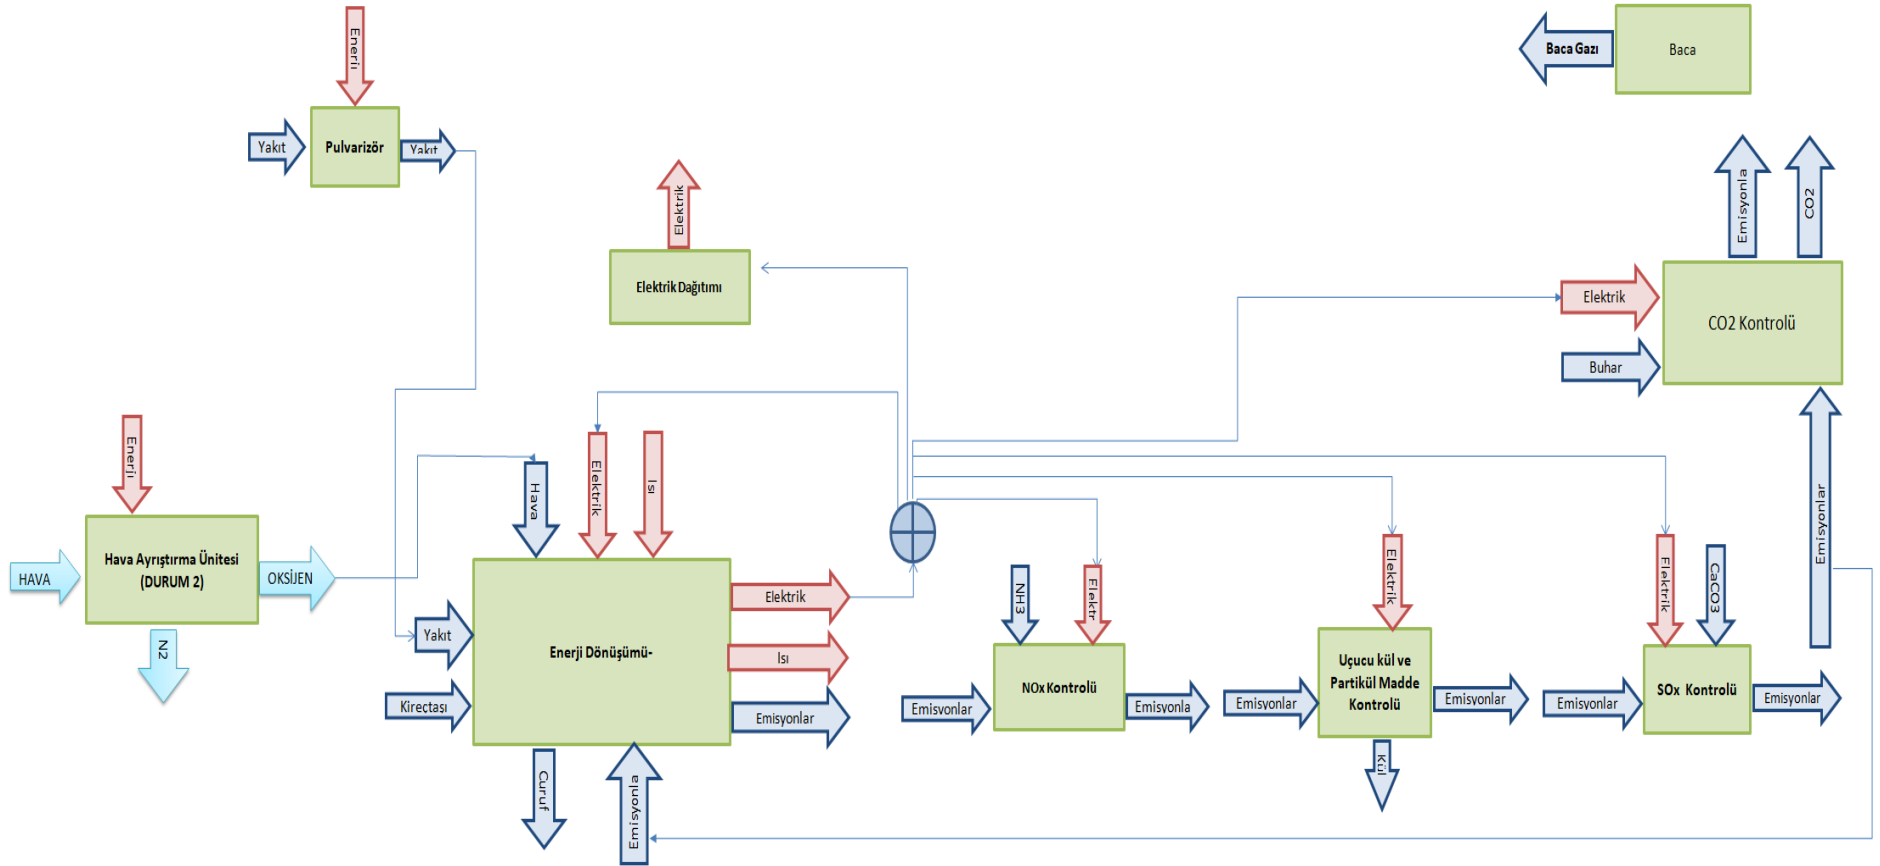 Enerji
Baca Gazı
Baca
Yakıt
Pulvarizör
Yakıt
Elektrik
Emisyonla
CO2
Elektrik Dağıtımı
Elektrik
CO2 Kontrolü
Buhar
Enerji
Hava
Elektrik
Isı
Emisyonlar
HAVA
Hava Ayrıştırma Ünitesi
(DURUM 2)
OKSİJEN
N2
Yakıt
Kireçtaşı
Enerji Dönüşümü-
Elektrik
Isı
Emisyonlar
Curuf
Emisyonla
NH3
Elektr
Emisyonlar
NOx Kontrolü
Emisyonla
Elektrik
Emisyonlar
Uçucu kül ve
Partikül Madde
Kontrolü
Emisyonlar
Kül
Elektrik
CaCO3
Emisyonlar
SOx Kontrolü
Emisyonlar